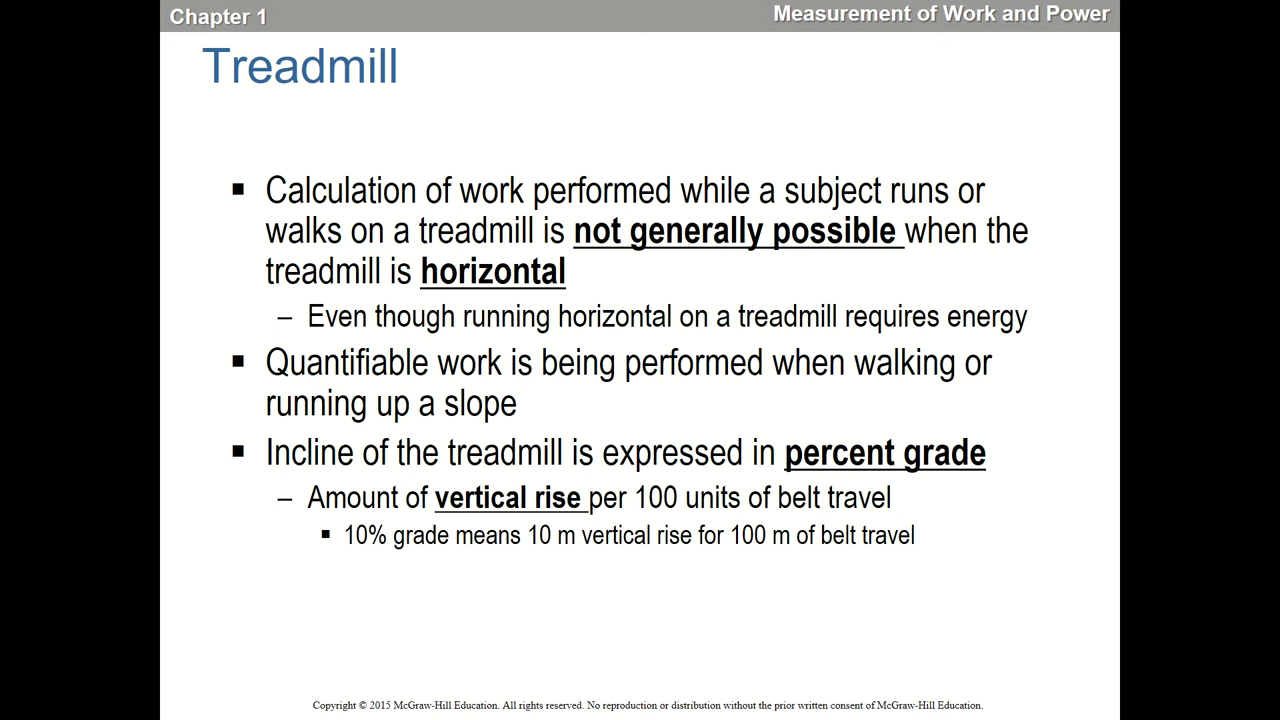 Chapter 1
Measurement of Work and Power
Treadmill
▪ Calculation of work performed while a subject runs or
walks on a treadmill is not generally possible when the
treadmill is horizontal
– Even though running horizontal on a treadmill requires energy
▪ Quantifiable work is being performed when walking or
running up a slope
▪ Incline of the treadmill is expressed in percent grade
– Amount of vertical rise per 100 units of belt travel
▪ 10% grade means 10 m vertical rise for 100 m of belt travel
Copyright © 2015 McGraw-Hill Education. All rights reserved. No reproduction or distribution without the prior written consent of McGraw-Hill Education.